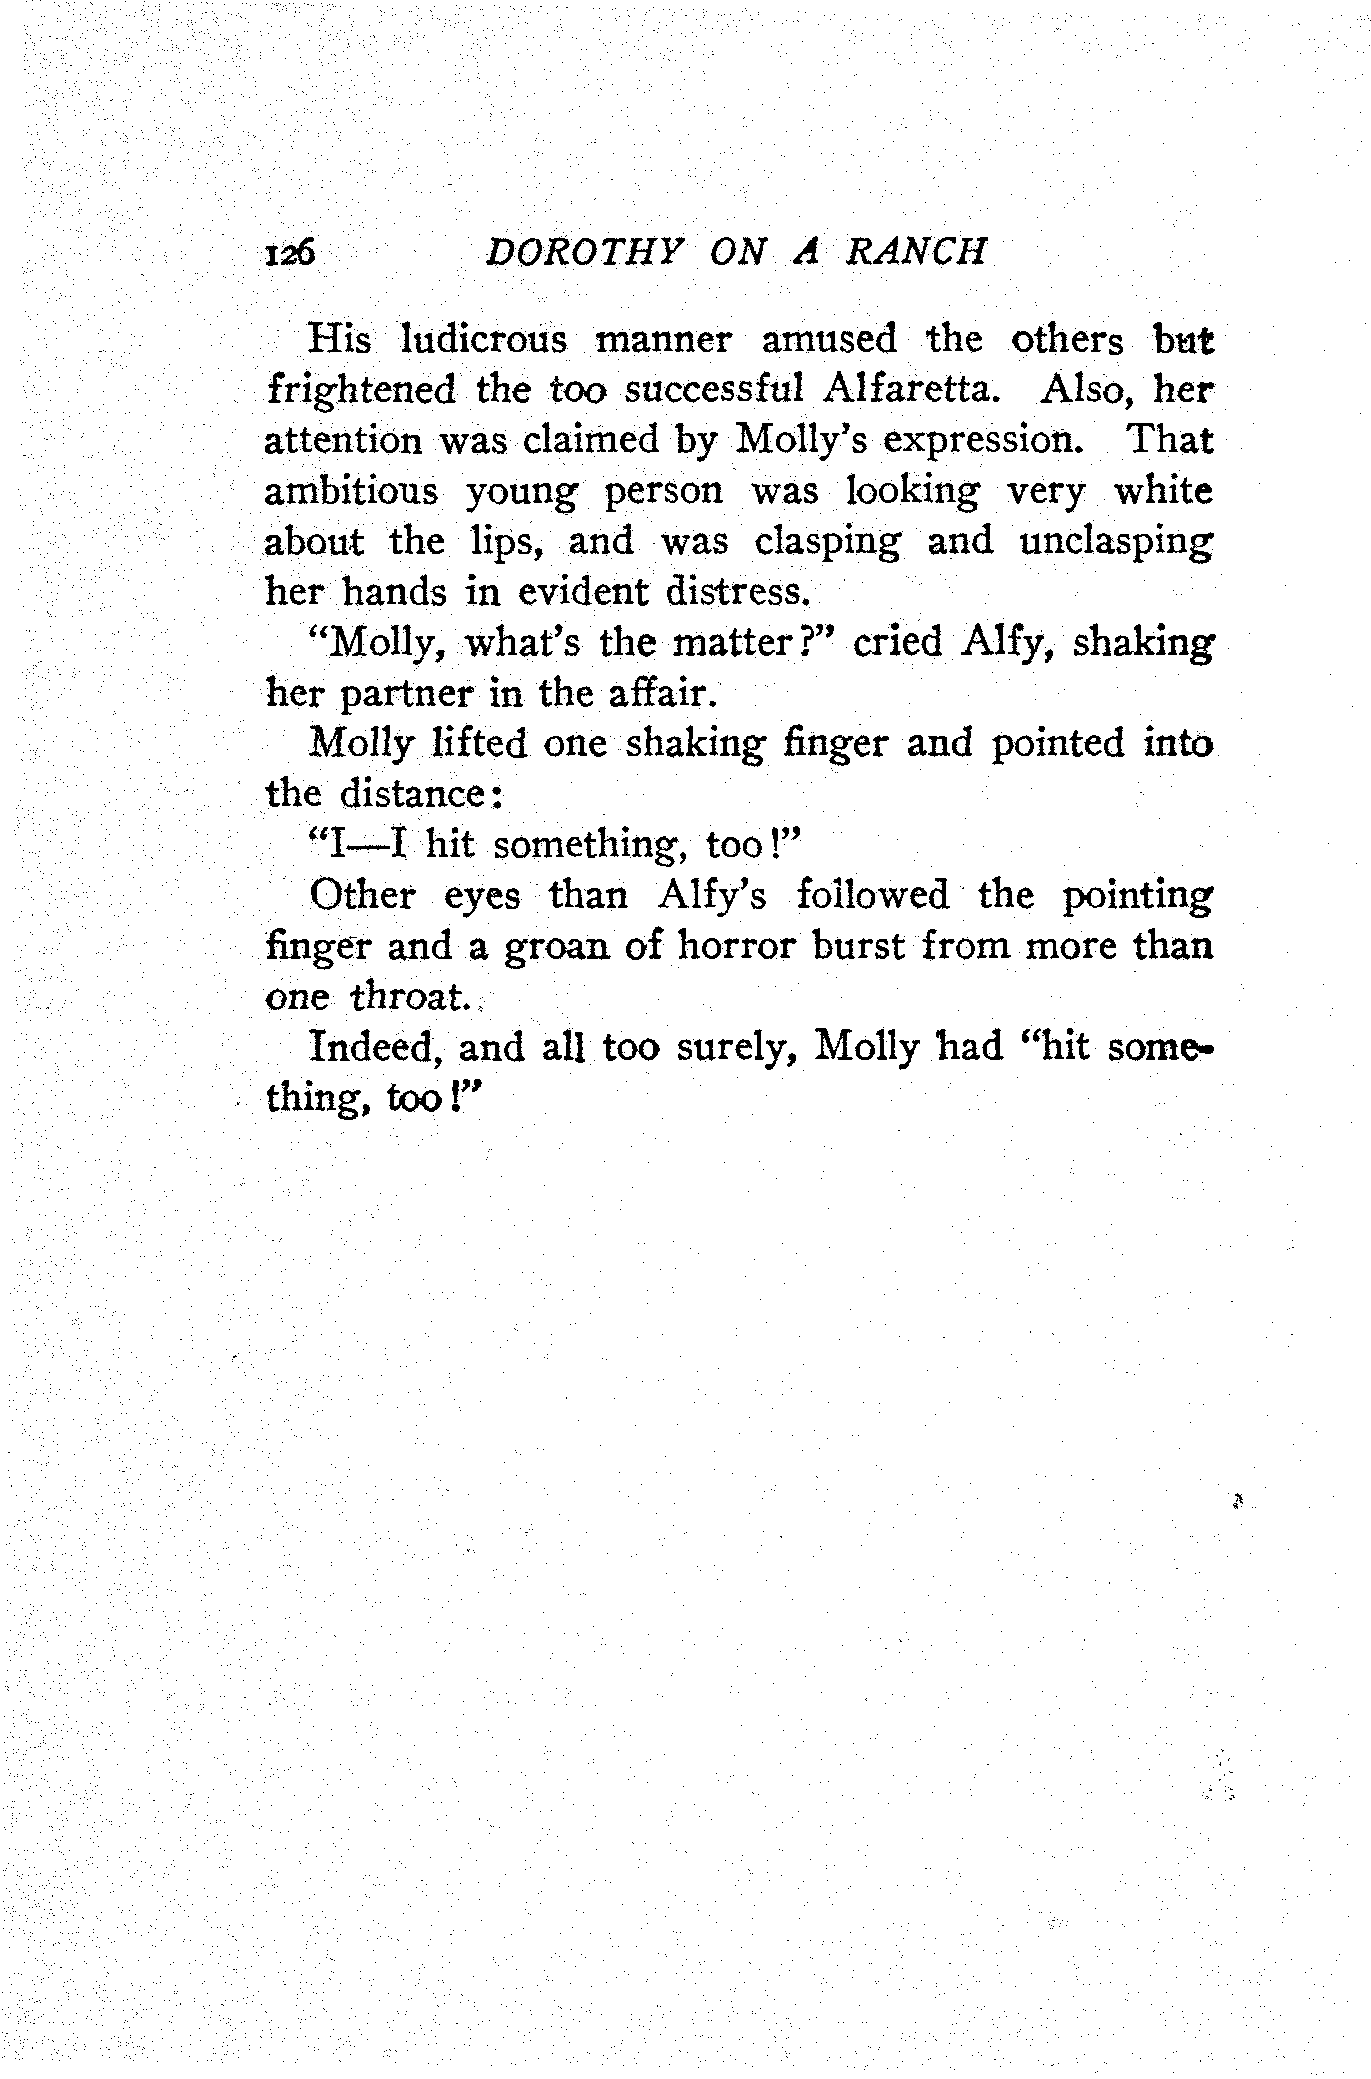 126 DOROTHY ON A RANCH
His ludicrous manner amused the others but
frightened the too successful Alfaretta. Also, her
attention was claimed by Molly's expression. That
ambitious young person was looking very white
about the lips, and was clasping and unclasping
her hands in evident distress.
“Molly, what's the matter?” cried Alfy, shaking
her partner in the affair.
Molly lifted one shaking finger and pointed into
the distance:
“I—I hit something, too!”
Other eyes than Alfy's followed the pointing
finger and a groan of horror burst from more than
one throat.
Indeed, and all too surely, Molly had “hit some-
thing, too!”